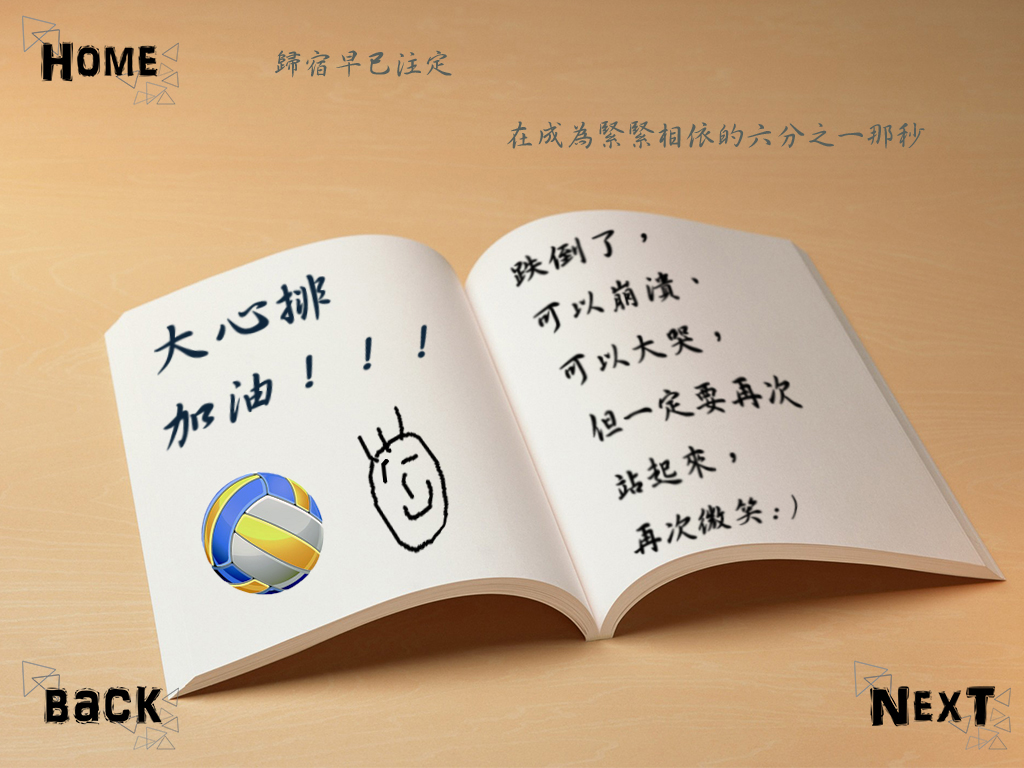 HOME
歸宿早已注定
在成為緊緊相依的六分之一那秒
大心排
加油！！！
跌倒了，
可以崩潰、
可以大哭，
但一定要再次
站起來，
再次微笑:)
BaCK
NEXT